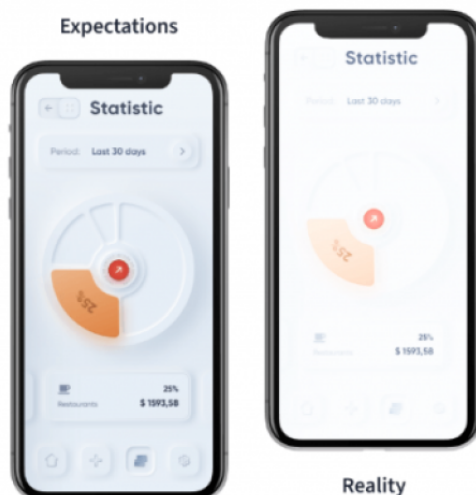 Expectations
Statistic
Period: Last 30 days
25%
25%
Restaurants $ 1593,58
Statistic
Period: Last 30 days
25%
25%
Restaurants $ 1593,58
Reality